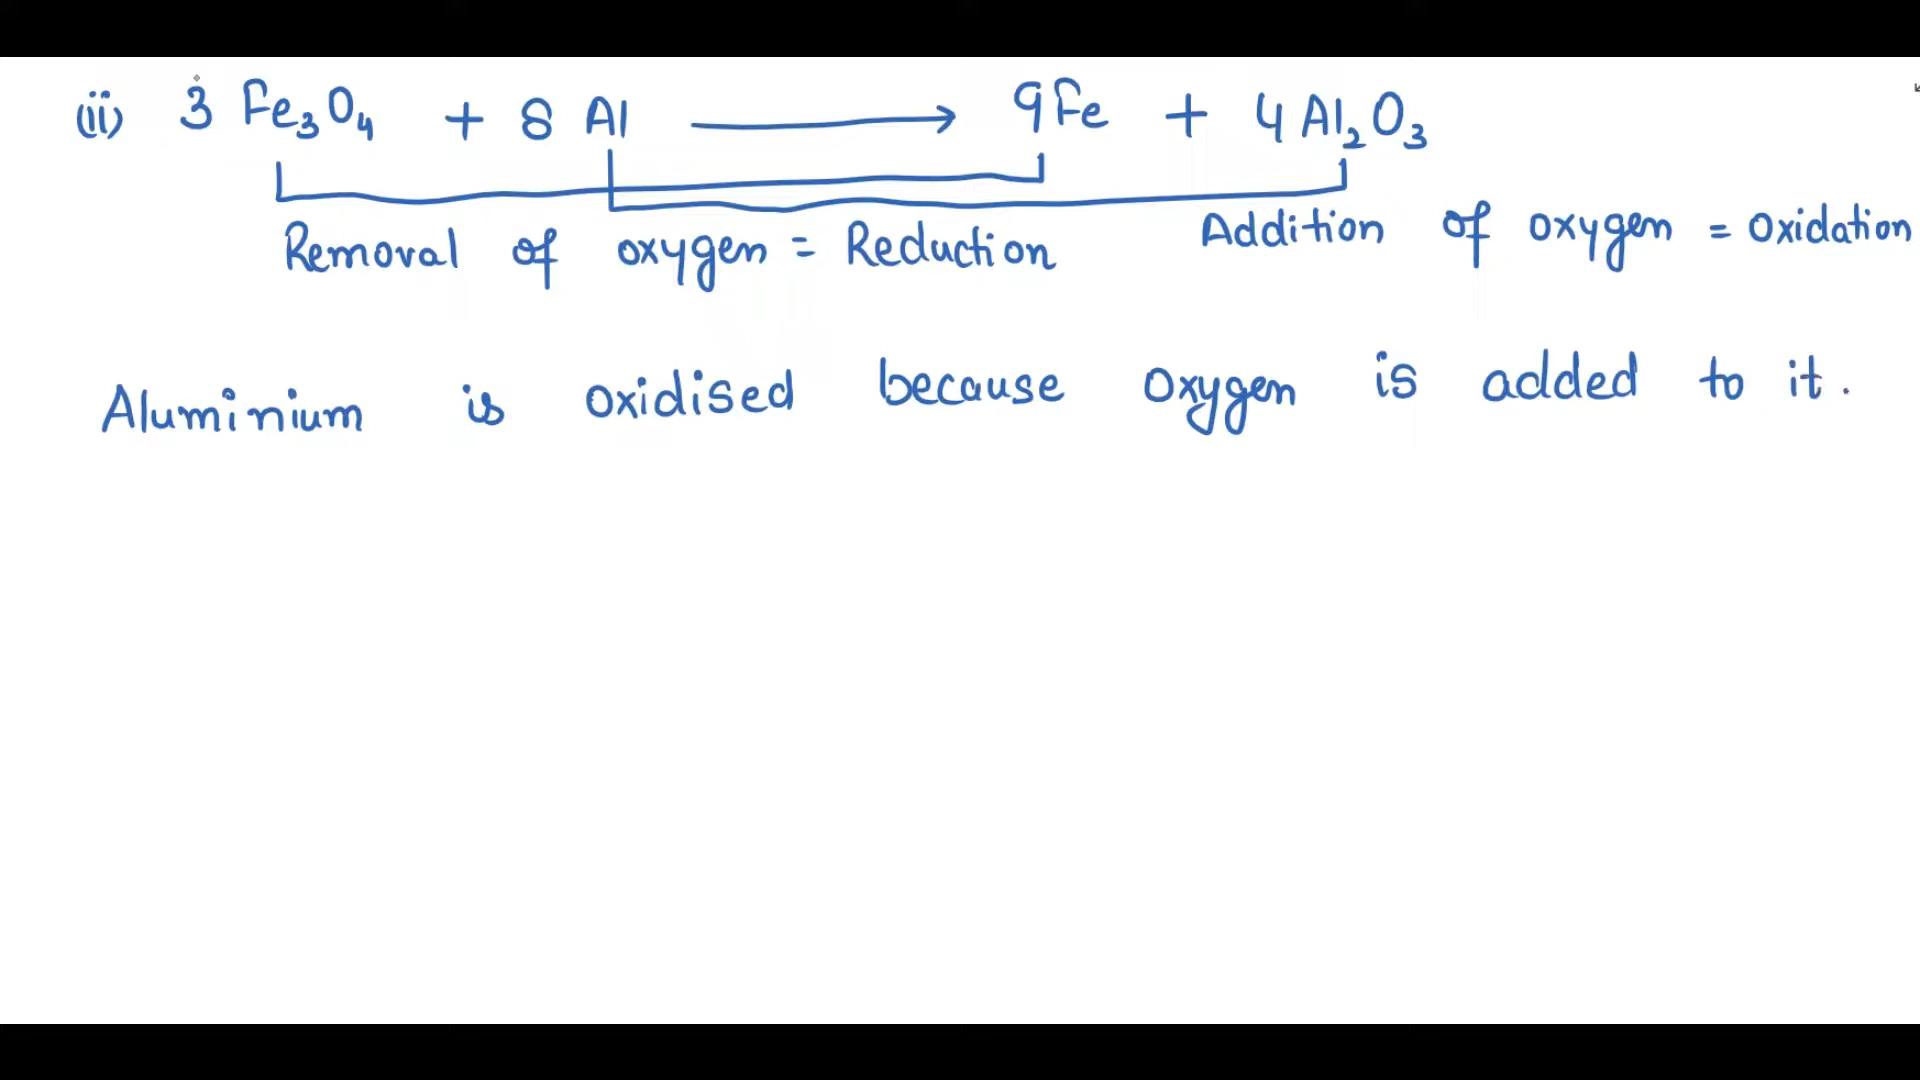 (ii) 3 Fe₃O₄ + 8 Al ⟶ 9Fe + 4 Al₂O₃
Removal of oxygen = Reduction Addition of oxygen = Oxidation
Aluminium is oxidised because oxygen is added to it.